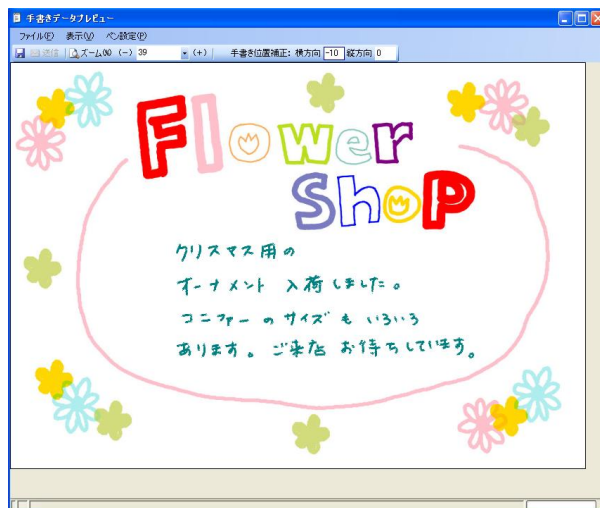 手書きデータプレビュー
ファイル(F) 表示(V) ペン設定(P)
送信 ズーム(%) (-) 39 (+) 手書き位置補正: 横方向 -10 縦方向 0
Flower
Shop
クリスマス用の
オーナメント 入荷しました。
コニファーのサイズも いろいろ
あります。ご来店 お待ちしています。